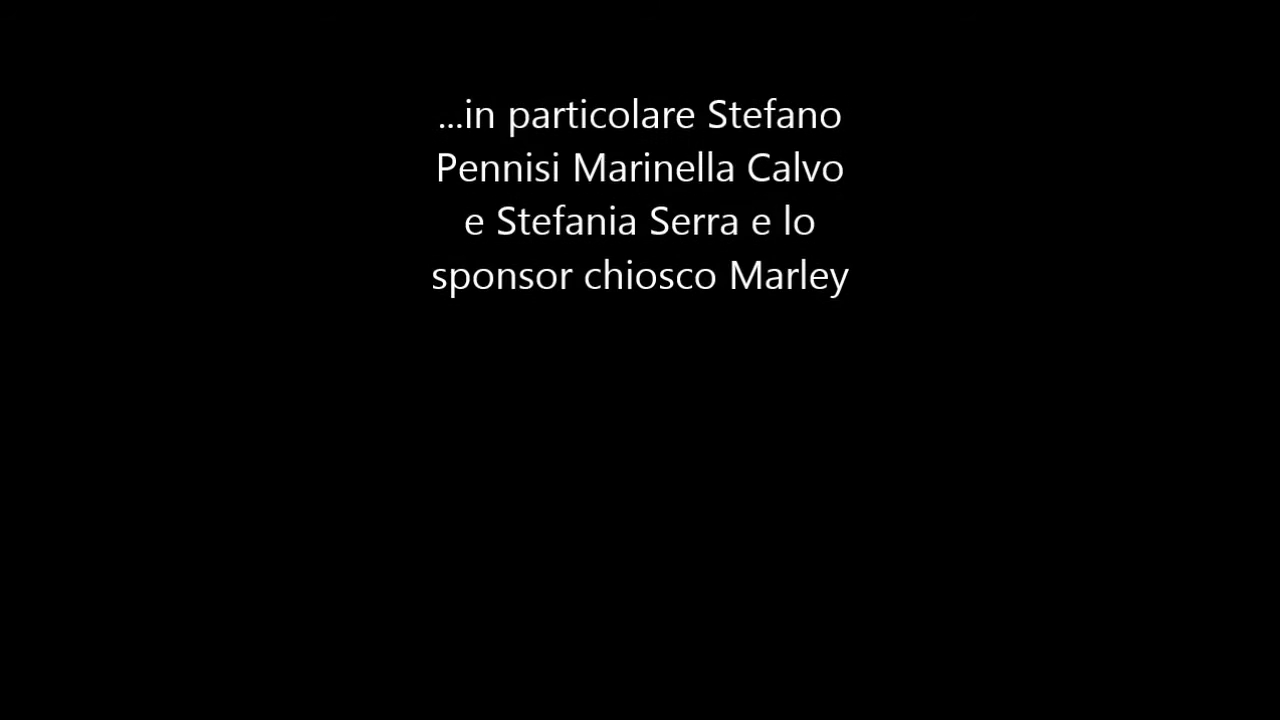 ...in particolare Stefano
Pennisi Marinella Calvo
e Stefania Serra e lo
sponsor chiosco Marley